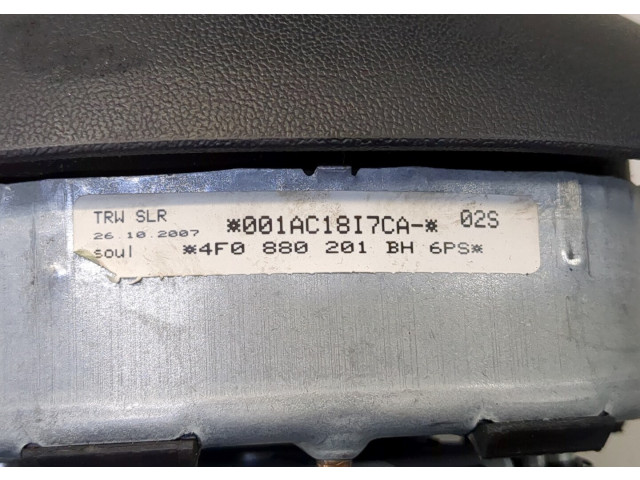 TRW SLR *001AC18I7CA-* 02S
26.10.2007
soul *4F0 880 201 BH 6PS*